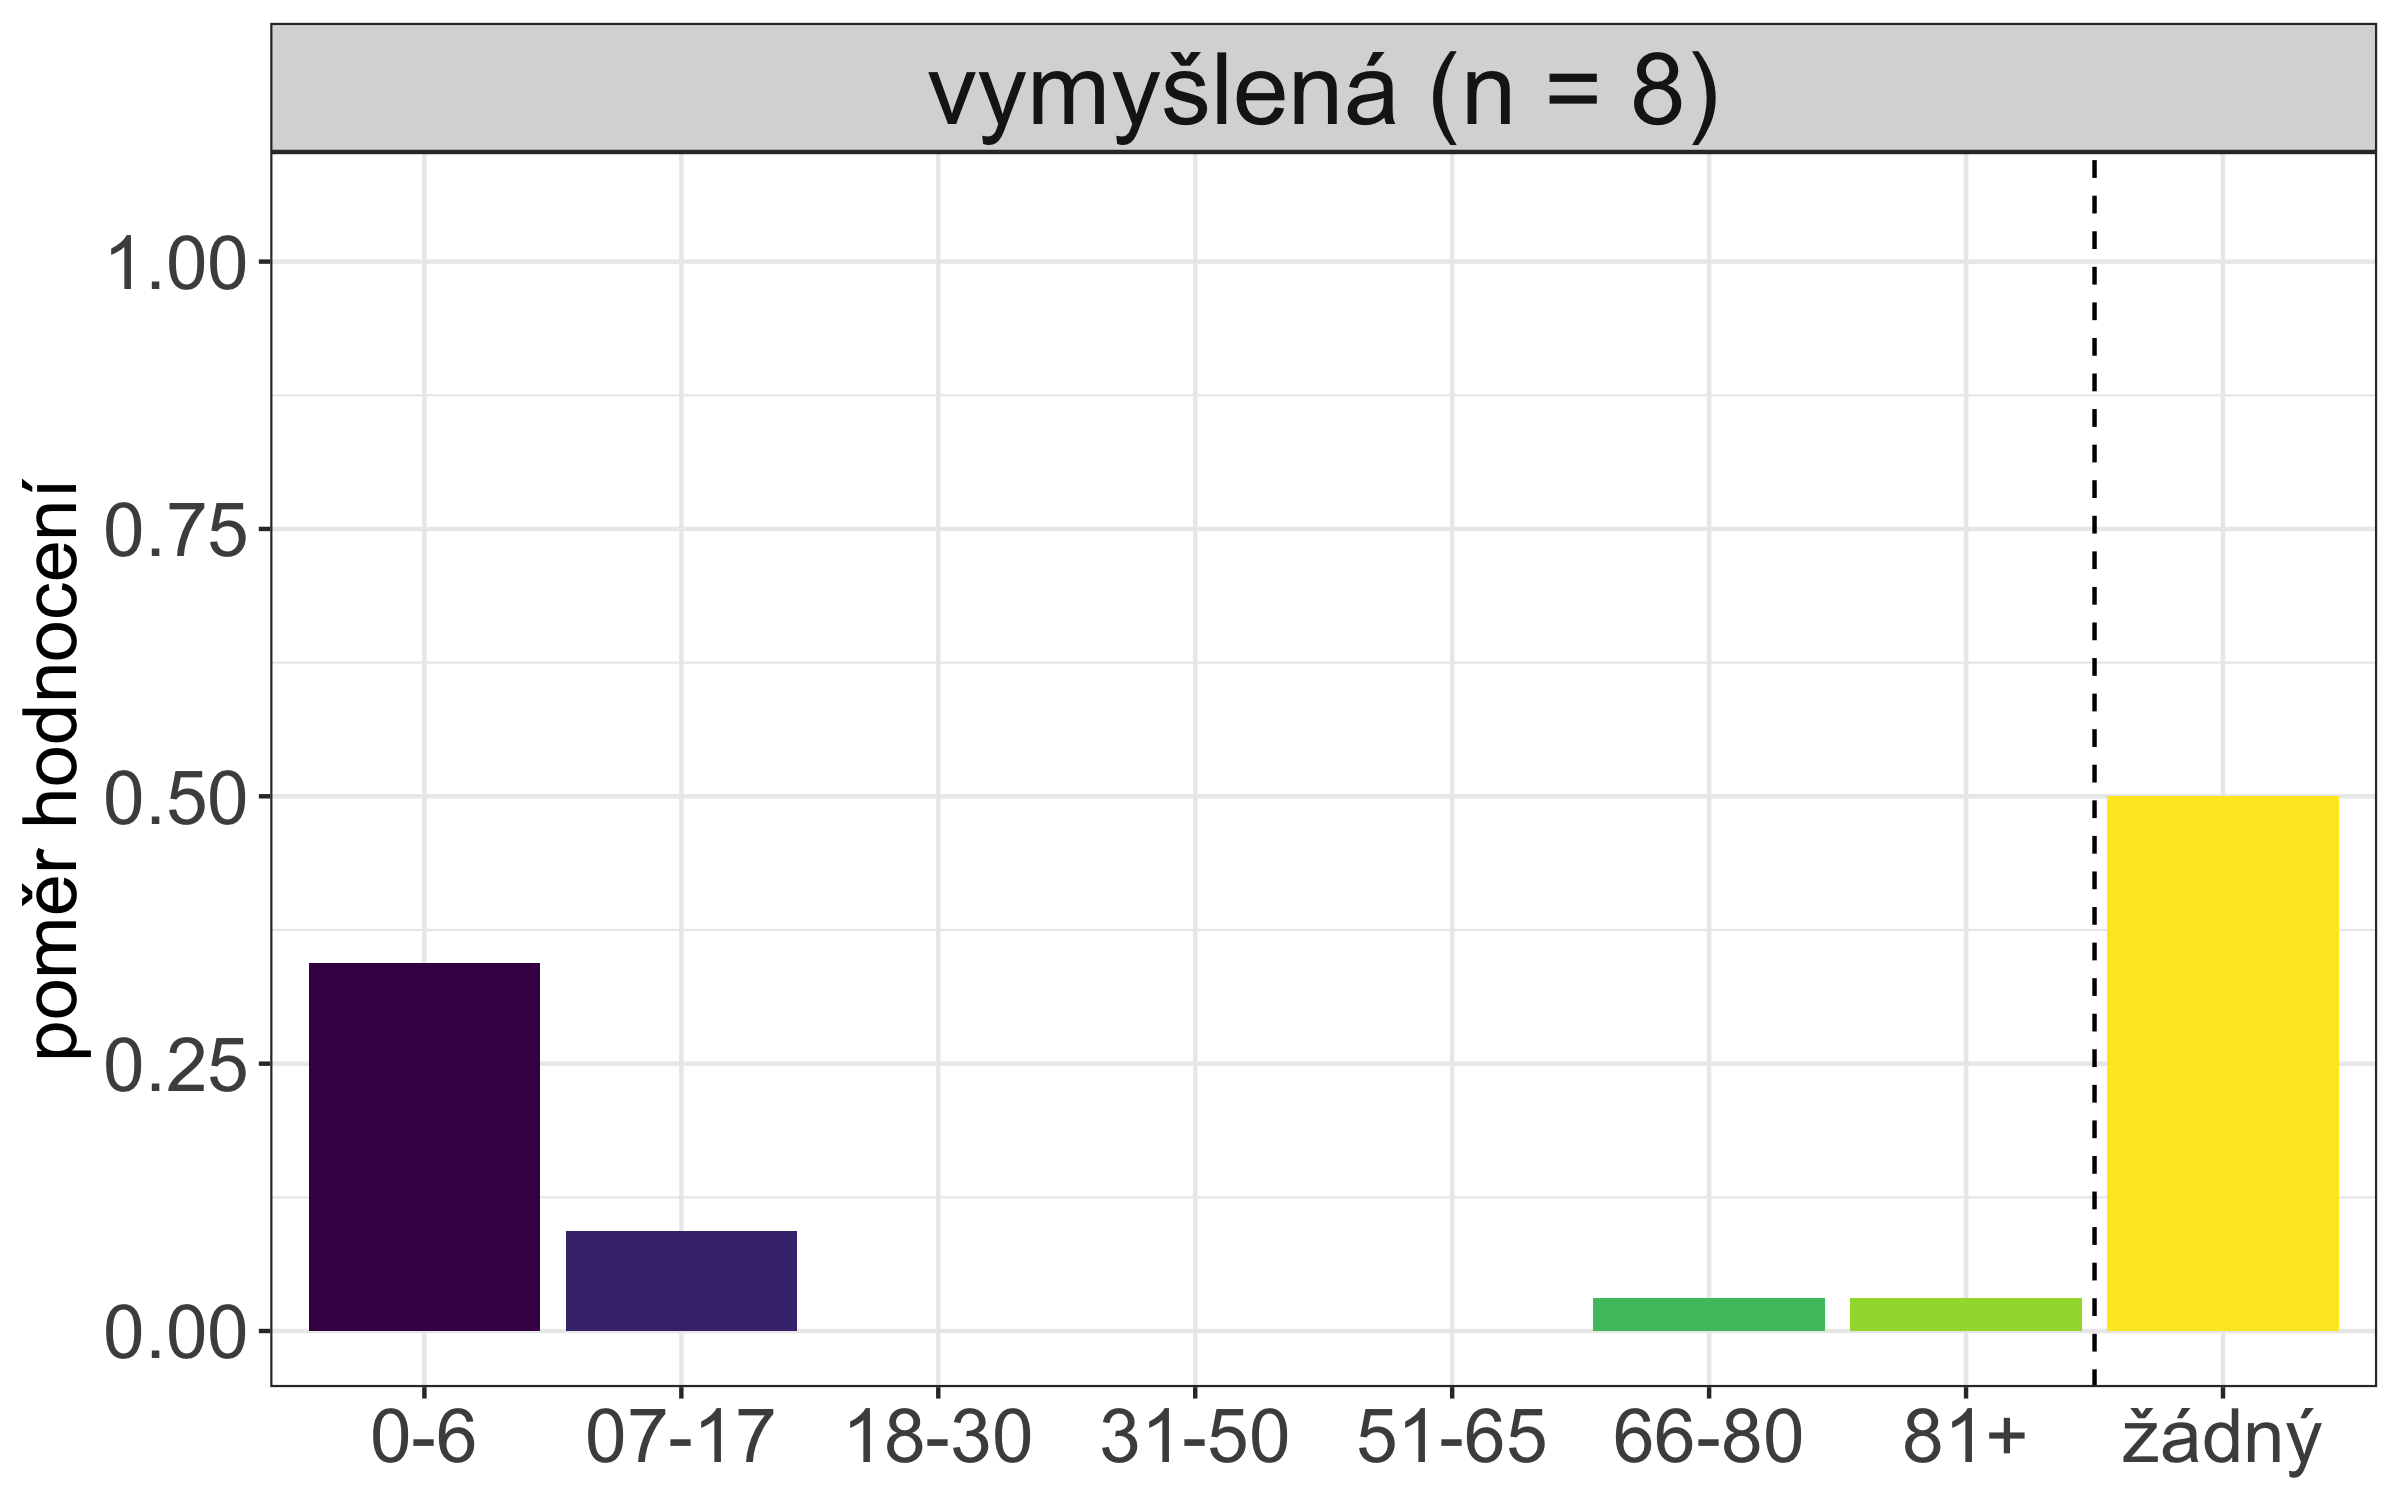 vymyšlená (n = 8)
poměr hodnocení
1.00
0.75
0.50
0.25
0.00
0-6 07-17 18-30 31-50 51-65 66-80 81+ žádný